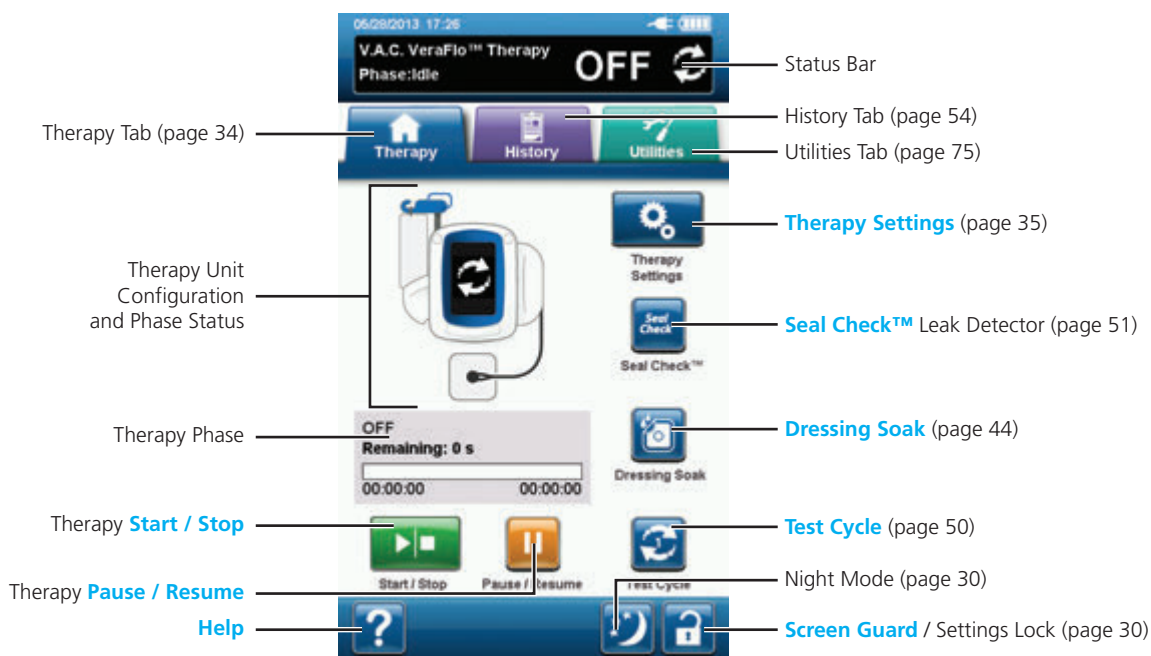 05/28/2013 17:26
V.A.C. VeraFlo™ Therapy
Phase:Idle
OFF
Status Bar
Therapy Tab (page 34)
History Tab (page 54)
Utilities Tab (page 75)
Therapy
History
Utilities
Therapy Settings (page 35)
Therapy
Settings
Therapy Unit
Configuration
and Phase Status
Seal
Check
Seal Check™ Leak Detector (page 51)
Seal Check™
Therapy Phase
OFF
Remaining: 0 s
00:00:00 00:00:00
Dressing Soak (page 44)
Dressing Soak
Therapy Start / Stop
Start / Stop
Therapy Pause / Resume
Pause / Resume
1
Test Cycle (page 50)
Test Cycle
Night Mode (page 30)
Help
?
Screen Guard / Settings Lock (page 30)